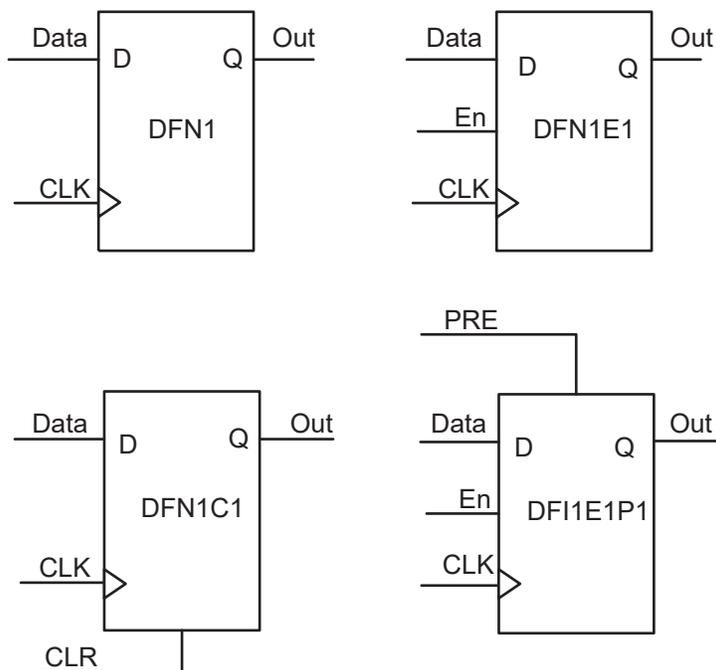 Data
D
Q
Out
DFN1
CLK
Data
D
Q
Out
En
DFN1E1
CLK
Data
D
Q
Out
DFN1C1
CLK
CLR
PRE
Data
D
Q
Out
En
DFI1E1P1
CLK